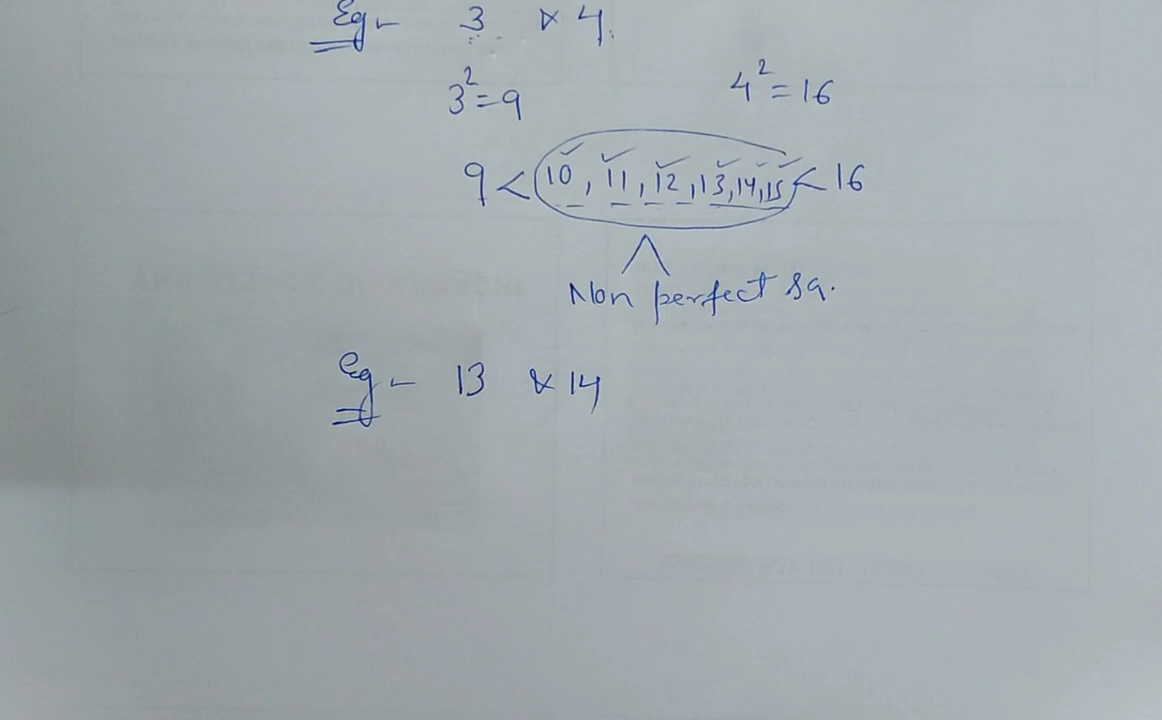 Eg - 3 & 4.
3² = 9 4² = 16
9 < 10, 11, 12, 13, 14, 15 < 16
Non perfect sq.
Eg - 13 & 14